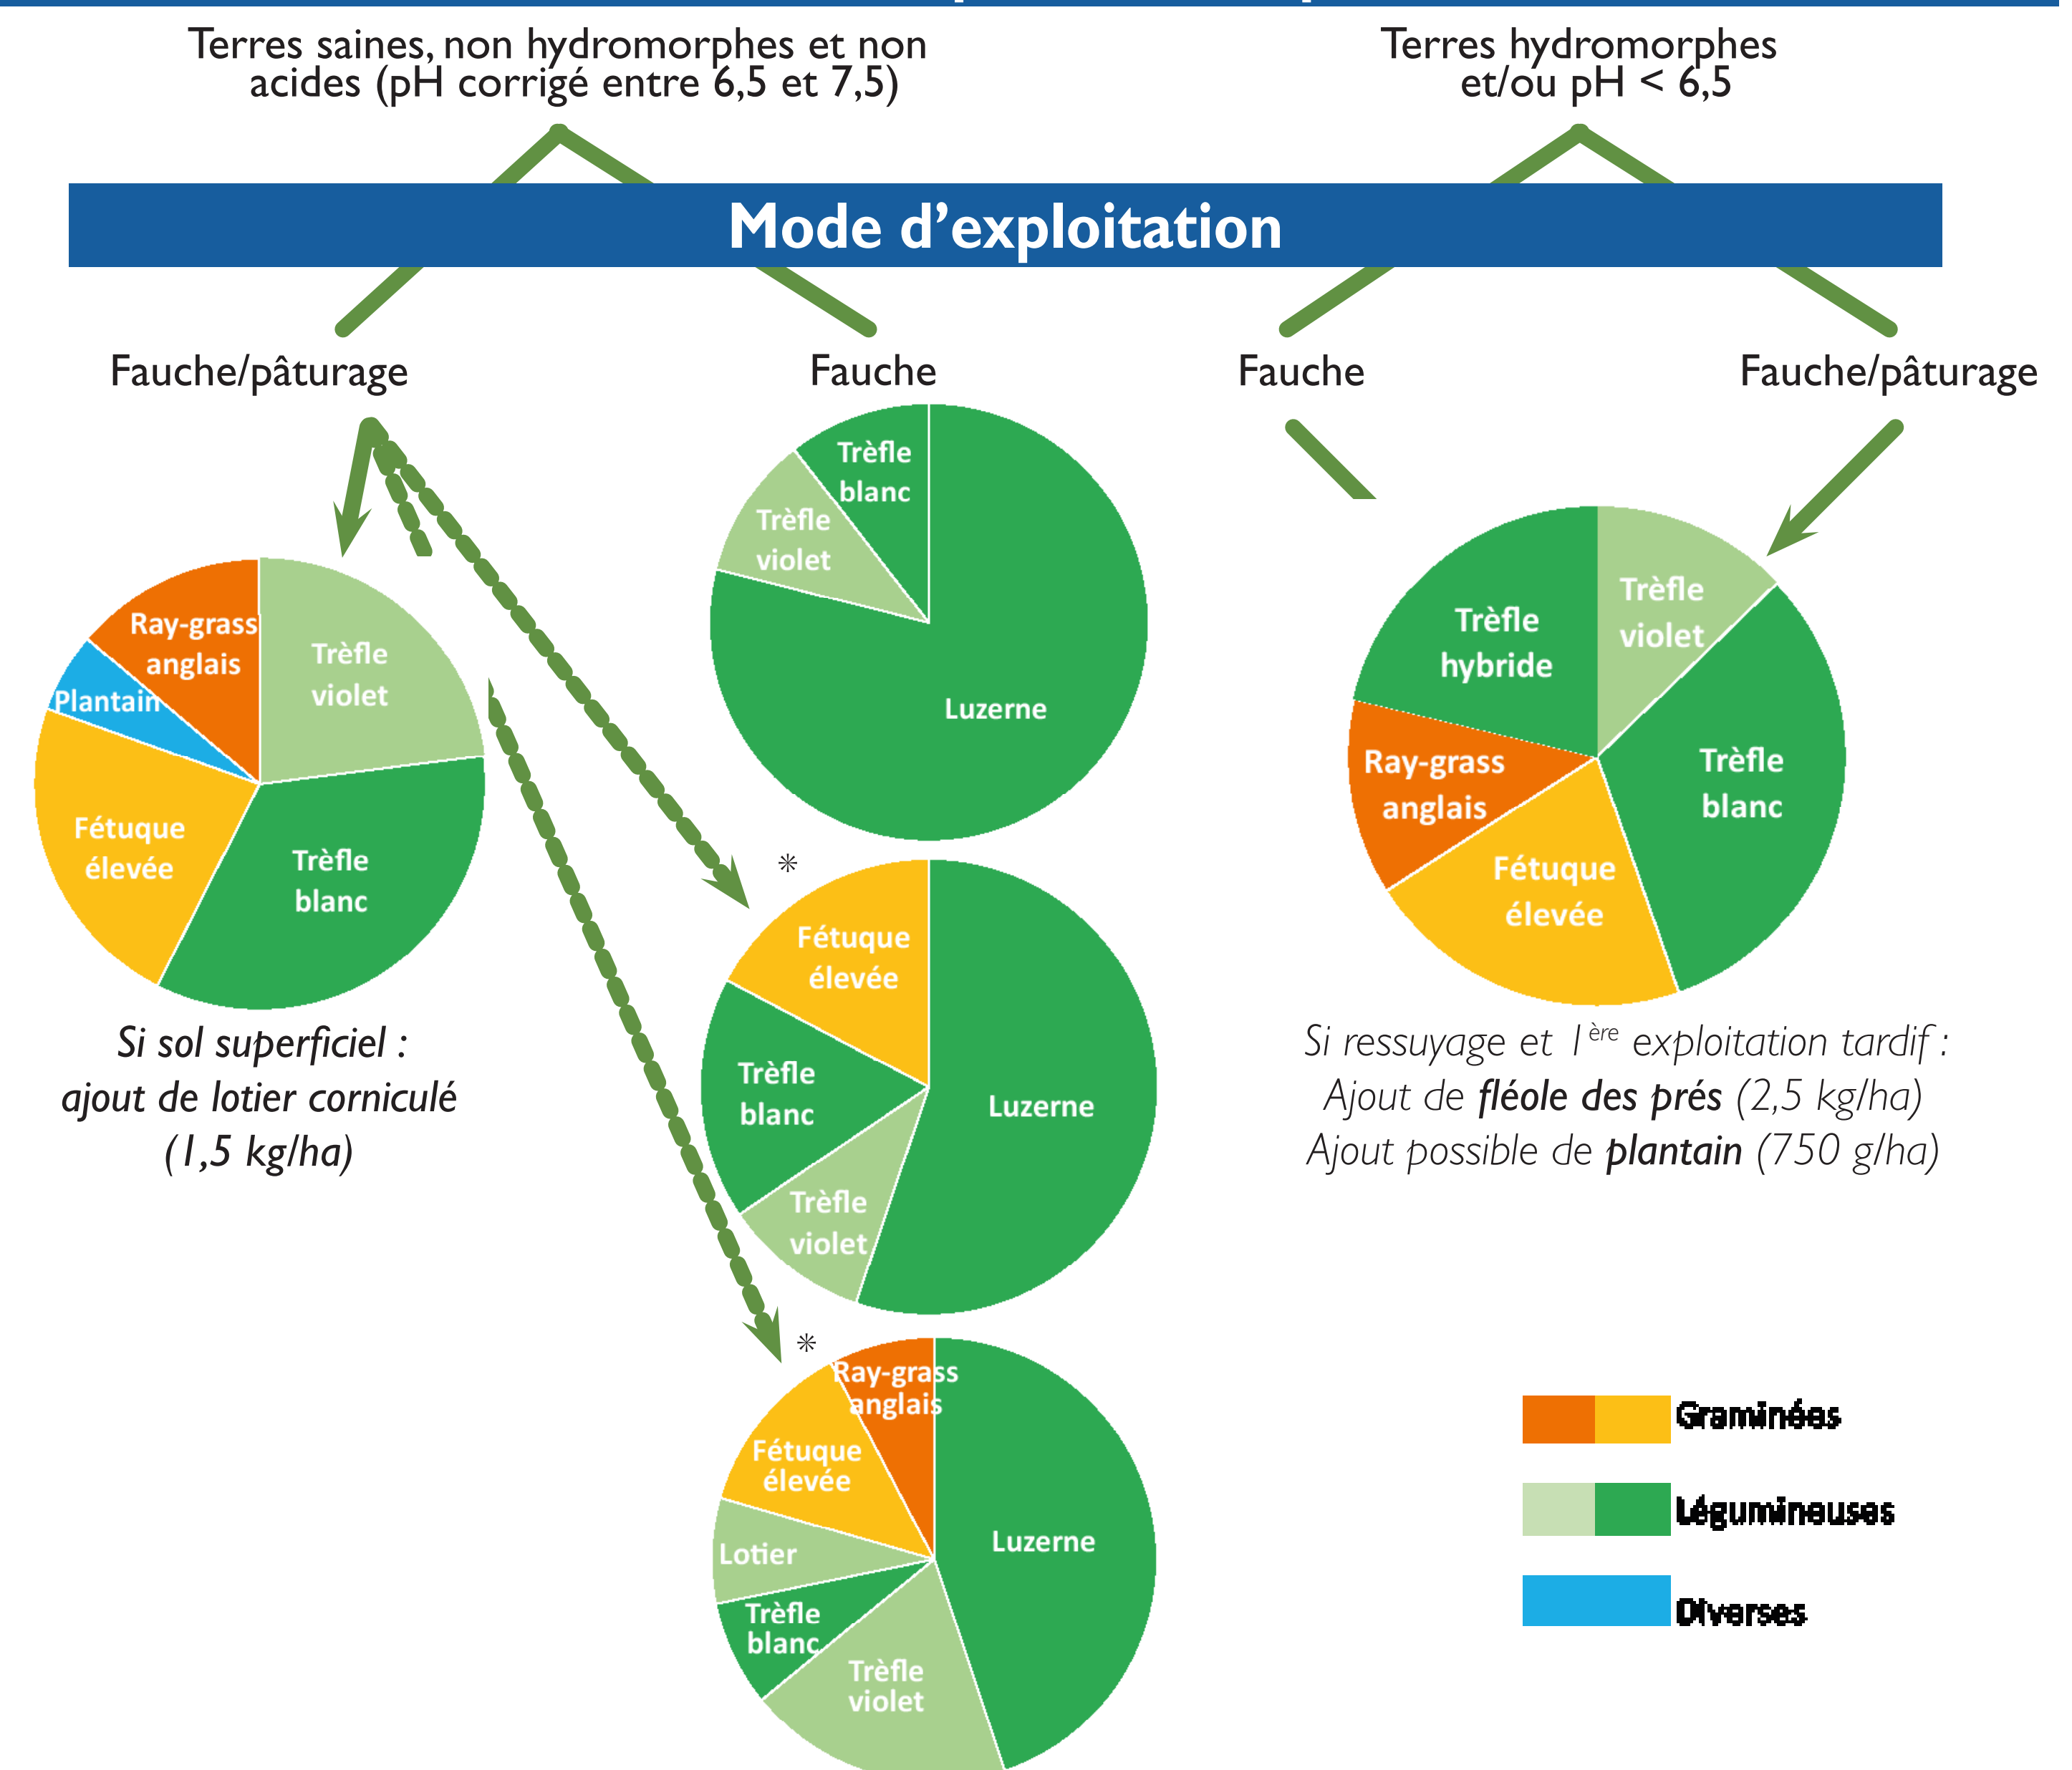 Terres saines, non hydromorphes et non
acides (pH corrigé entre 6,5 et 7,5)
Terres hydromorphes
et/ou pH < 6,5
Mode d’exploitation
Fauche/pâturage
Fauche
Fauche
Fauche/pâturage
Ray-grass
anglais
Trèfle
violet
Plantain
Fétuque
élevée
Trèfle
blanc
Si sol superficiel :
ajout de lotier corniculé
(1,5 kg/ha)
Trèfle
blanc
Trèfle
violet
Luzerne
*
Fétuque
élevée
Trèfle
blanc
Luzerne
Trèfle
violet
*
Ray-grass
anglais
Fétuque
élevée
Luzerne
Lotier
Trèfle
blanc
Trèfle
violet
Trèfle
hybride
Trèfle
violet
Ray-grass
anglais
Trèfle
blanc
Fétuque
élevée
Si ressuyage et 1ère exploitation tardif :
Ajout de fléole des prés (2,5 kg/ha)
Ajout possible de plantain (750 g/ha)
Graminées
Légumineuses
Diverses